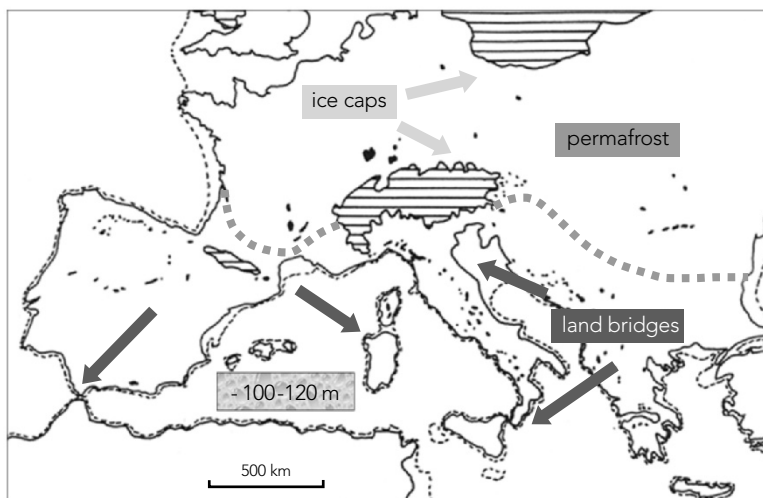 ice caps
permafrost
land bridges
- 100-120 m
500 km